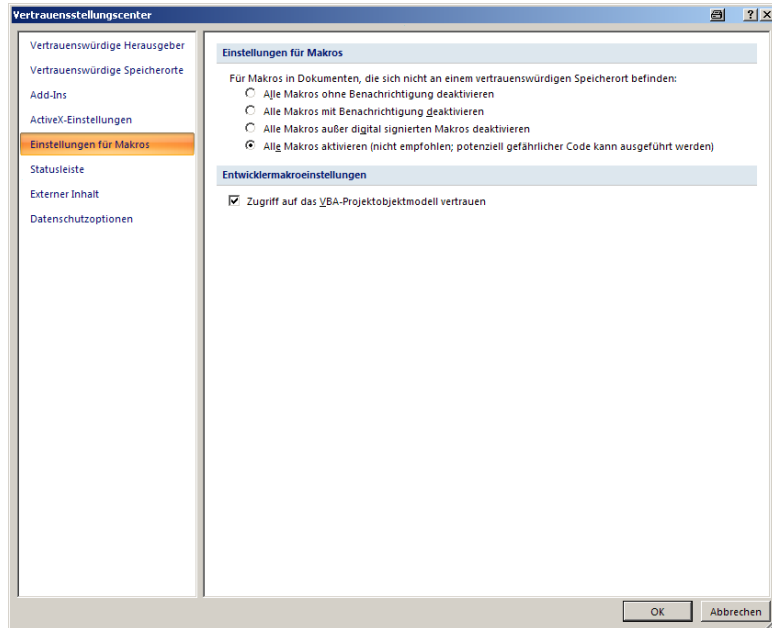 Vertrauensstellungscenter
Vertrauenswürdige Herausgeber
Vertrauenswürdige Speicherorte
Add-Ins
ActiveX-Einstellungen
Einstellungen für Makros
Statusleiste
Externer Inhalt
Datenschutzoptionen
Einstellungen für Makros
Für Makros in Dokumenten, die sich nicht an einem vertrauenswürdigen Speicherort befinden:
Alle Makros ohne Benachrichtigung deaktivieren
Alle Makros mit Benachrichtigung deaktivieren
Alle Makros außer digital signierten Makros deaktivieren
Alle Makros aktivieren (nicht empfohlen; potenziell gefährlicher Code kann ausgeführt werden)
Entwicklermakroeinstellungen
Zugriff auf das VBA-Projektobjektmodell vertrauen
OK
Abbrechen